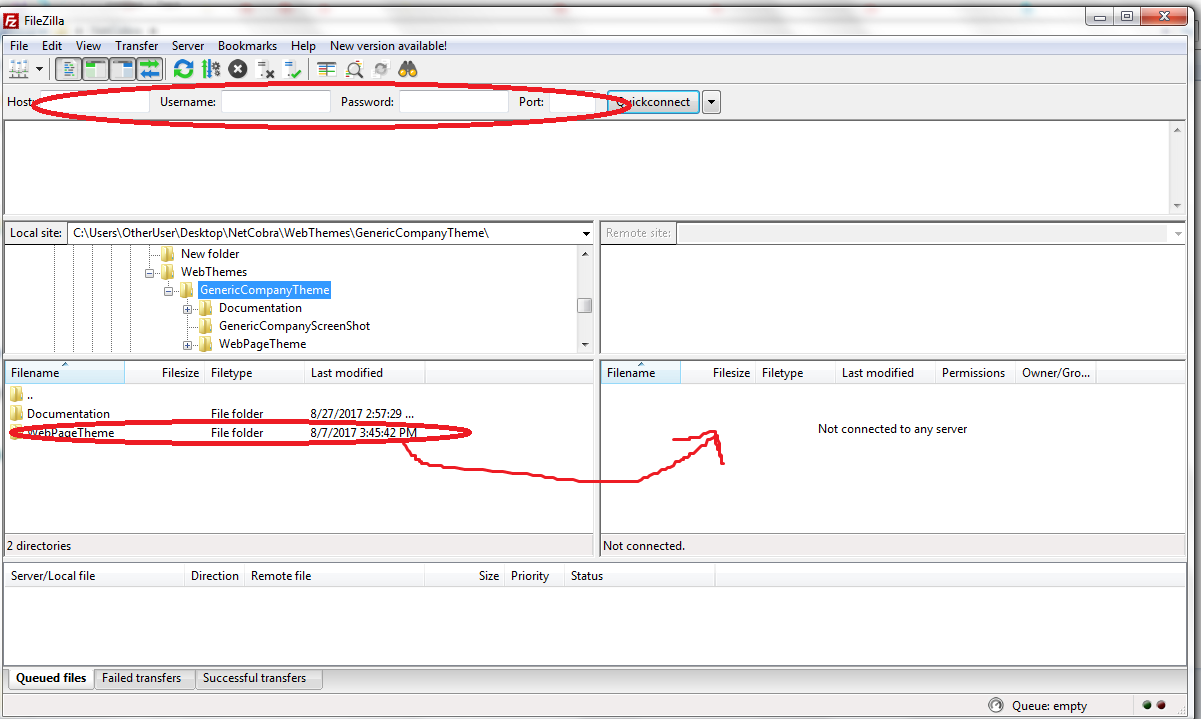 FileZilla
File Edit View Transfer Server Bookmarks Help New version available!
Host: Username: Password: Port: Quickconnect
Local site: C:\Users\OtherUser\Desktop\NetCobra\WebThemes\GenericCompanyTheme\ Remote site:
New folder
WebThemes
GenericCompanyTheme
Documentation
GenericCompanyScreenShot
WebPageTheme
Filename Filesize Filetype Last modified Filename Filesize Filetype Last modified Permissions Owner/Gro...
..
Documentation File folder 8/27/2017 2:57:29 ...
WebPageTheme File folder 8/7/2017 3:45:42 PM
Not connected to any server
2 directories Not connected.
Server/Local file Direction Remote file Size Priority Status
Queued files Failed transfers Successful transfers
Queue: empty